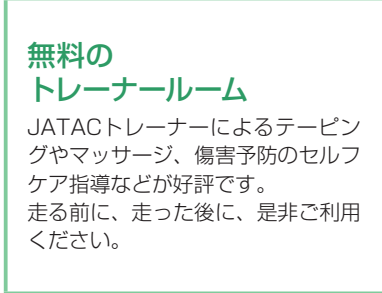 無料の
トレーナールーム
JATACトレーナーによるテーピン
グやマッサージ、傷害予防のセルフ
ケア指導などが好評です。
走る前に、走った後に、是非ご利用
ください。